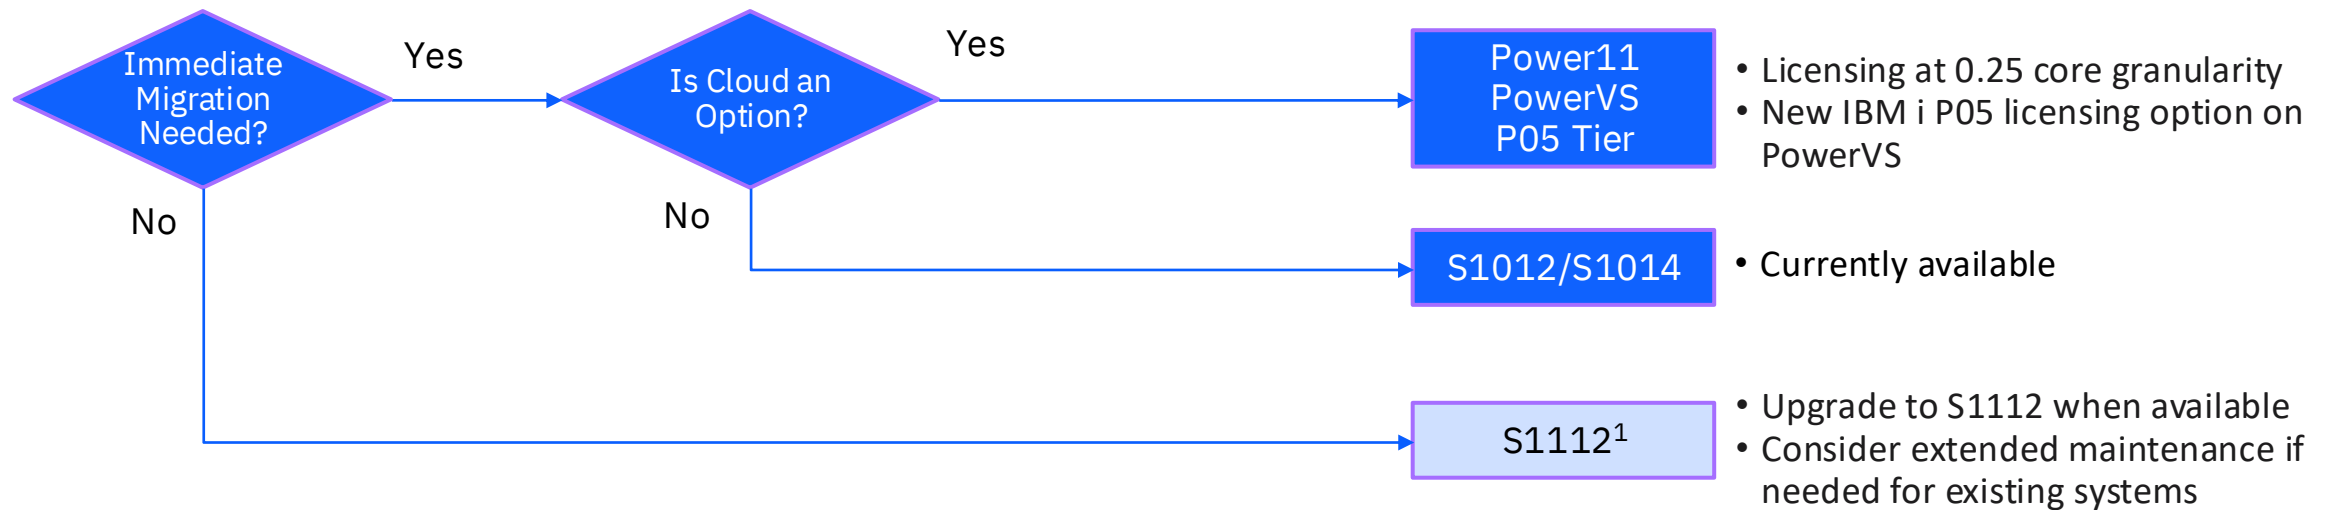 Immediate
Migration
Needed?
Yes
Is Cloud an
Option?
Yes
Power11
PowerVS
P05 Tier
• Licensing at 0.25 core granularity
• New IBM i P05 licensing option on
PowerVS
No
No
S1012/S1014
• Currently available
S1112¹
• Upgrade to S1112 when available
• Consider extended maintenance if
needed for existing systems